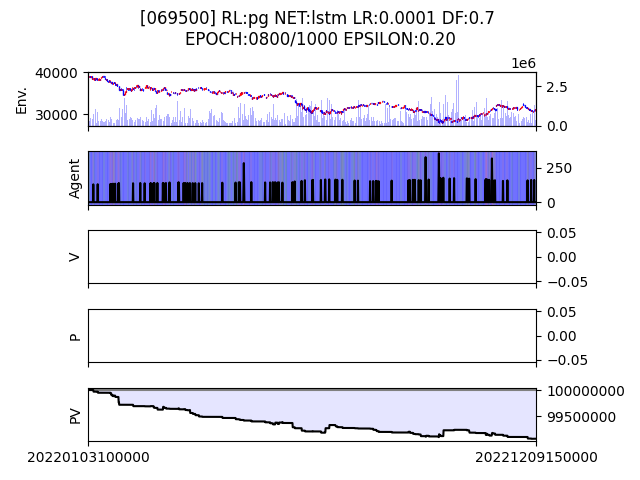 [069500] RL:pg NET:lstm LR:0.0001 DF:0.7
EPOCH:0800/1000 EPSILON:0.20
1e6
Env.
40000
30000
2.5
0.0
Agent
250
0
V
0.05
0.00
−0.05
P
0.05
0.00
−0.05
PV
100000000
99500000
20220103100000
20221209150000